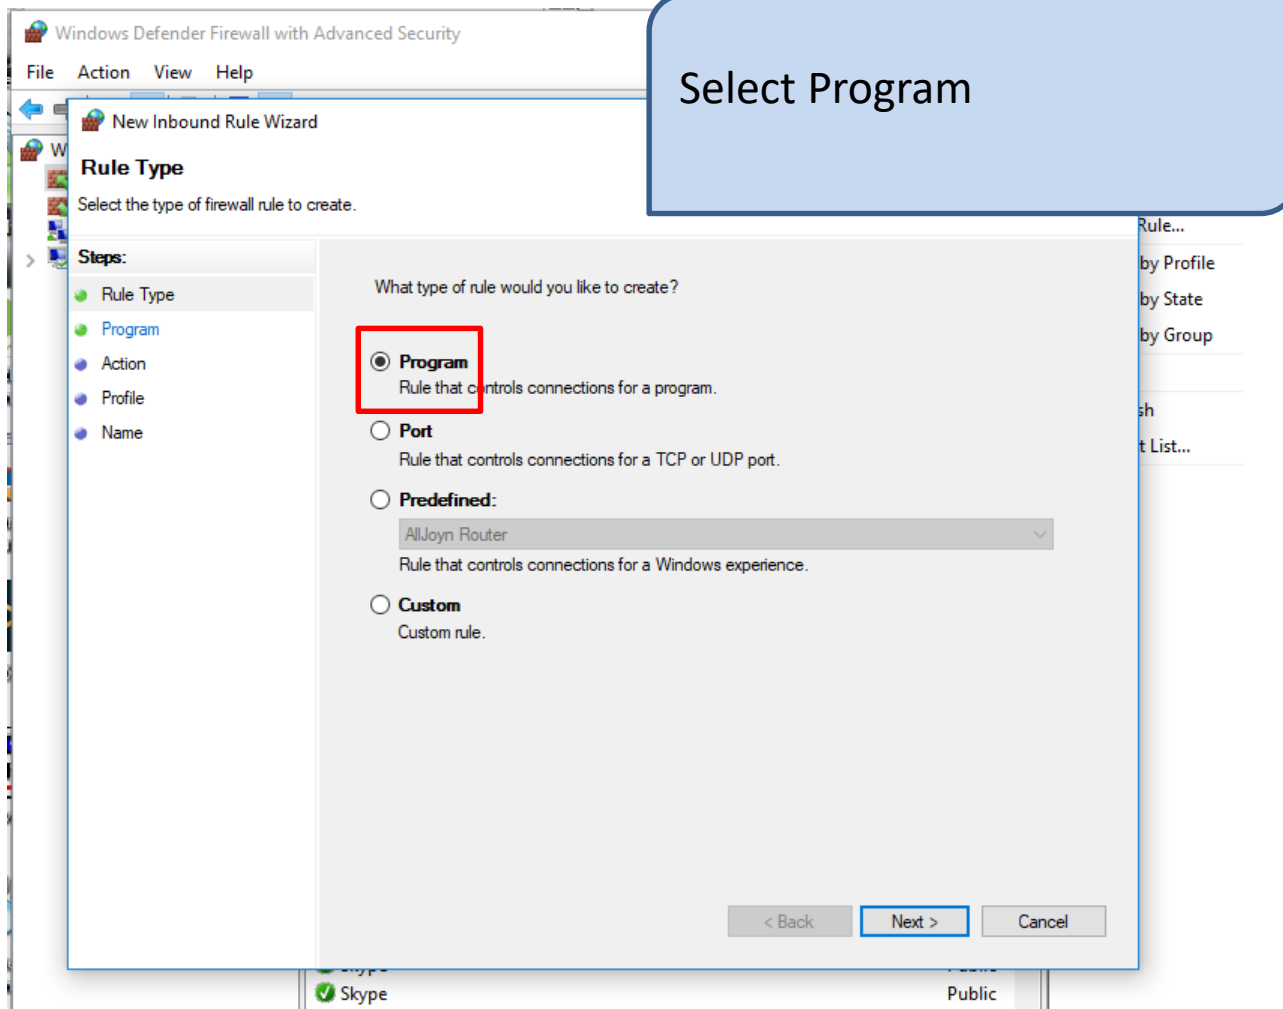 Windows Defender Firewall with Advanced Security
Select Program
File Action View Help
New Inbound Rule Wizard
W
Rule Type
Select the type of firewall rule to create.
Rule...
Steps:
by Profile
Rule Type
What type of rule would you like to create?
by State
Program
by Group
Program
Action
Rule that controls connections for a program.
Profile
sh
Name
Port
t List...
Rule that controls connections for a TCP or UDP port.
Predefined:
AllJoyn Router
Rule that controls connections for a Windows experience.
Custom
Custom rule.
< Back Next > Cancel
Skype Public